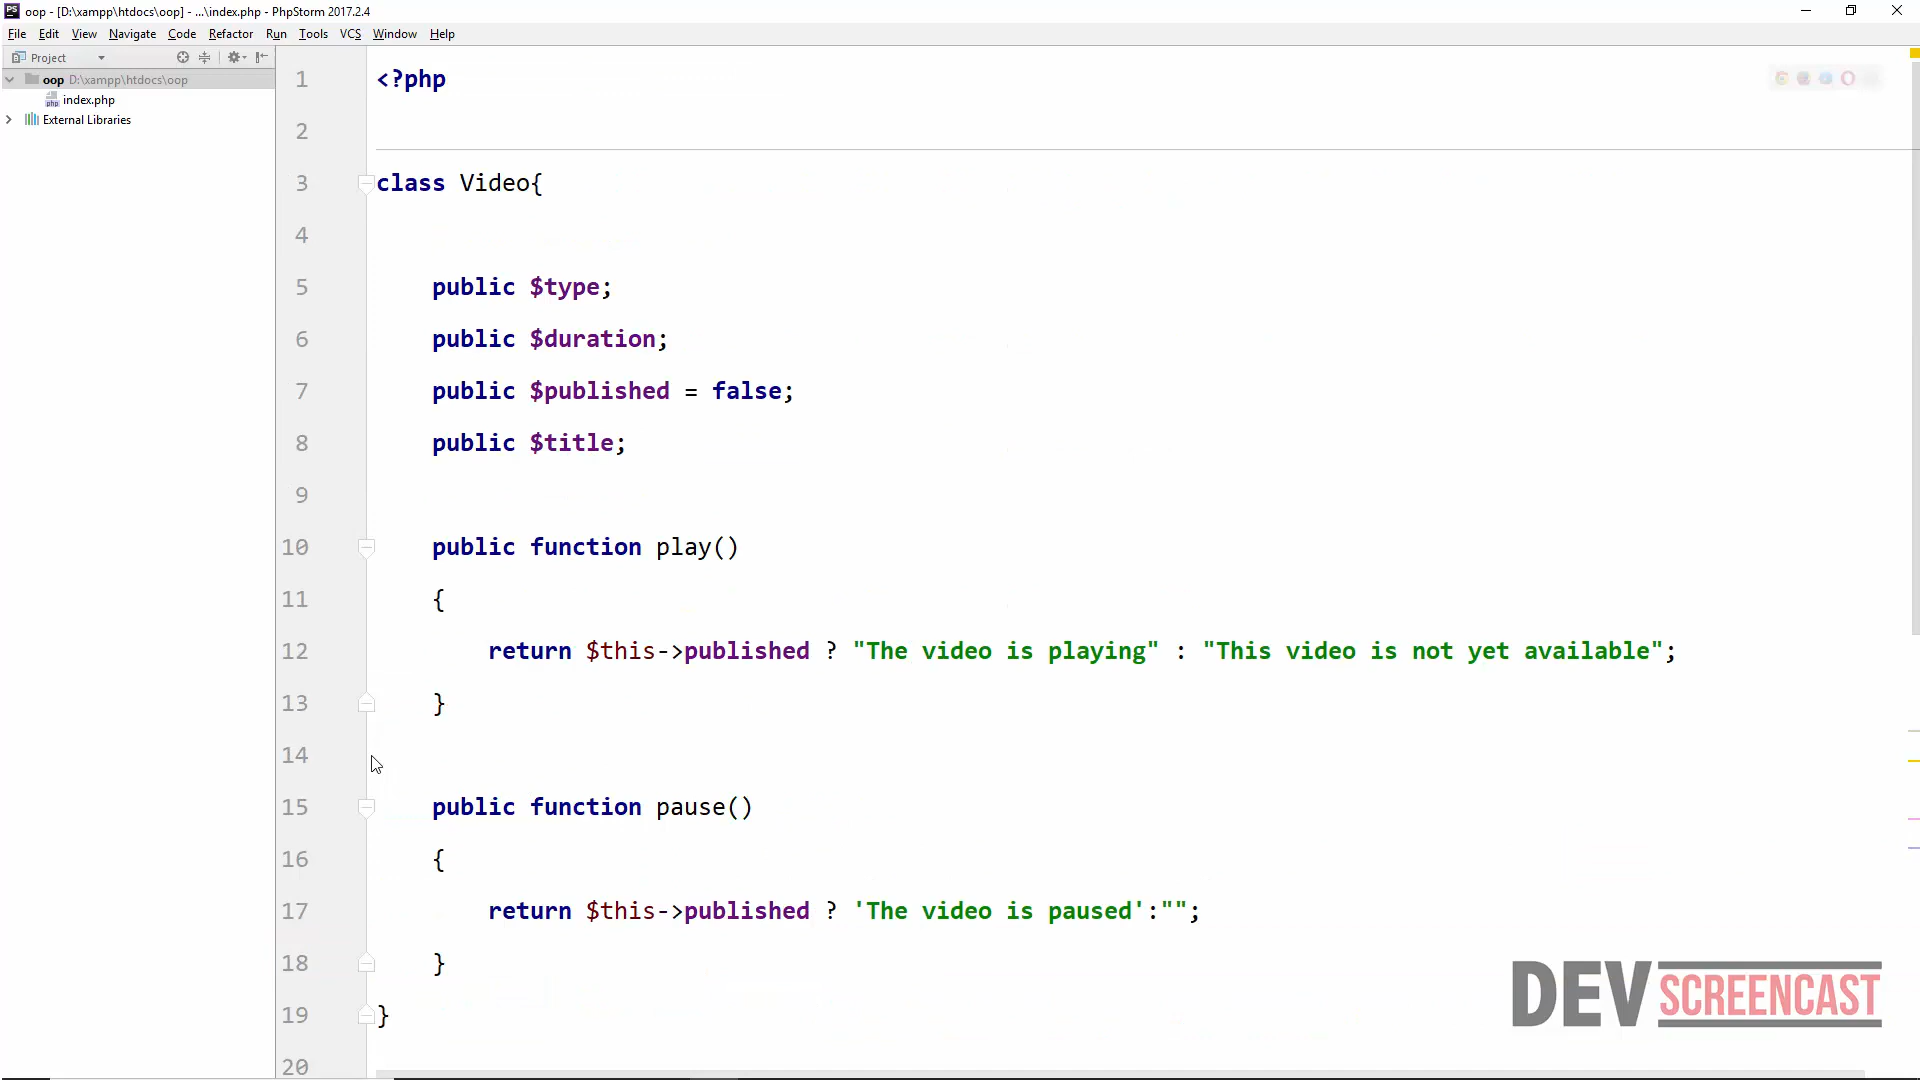 oop - [D:\xampp\htdocs\oop] - ...\index.php - PhpStorm 2017.2.4
File Edit View Navigate Code Refactor Run Tools VCS Window Help
Project
oop D:\xampp\htdocs\oop
index.php
External Libraries
1 <?php
2
3 class Video{
4
5 public $type;
6 public $duration;
7 public $published = false;
8 public $title;
9
10 public function play()
11 {
12 return $this->published ? "The video is playing" : "This video is not yet available";
13 }
14
15 public function pause()
16 {
17 return $this->published ? 'The video is paused':"";
18 }
19 }
20
DEVSCREENCAST